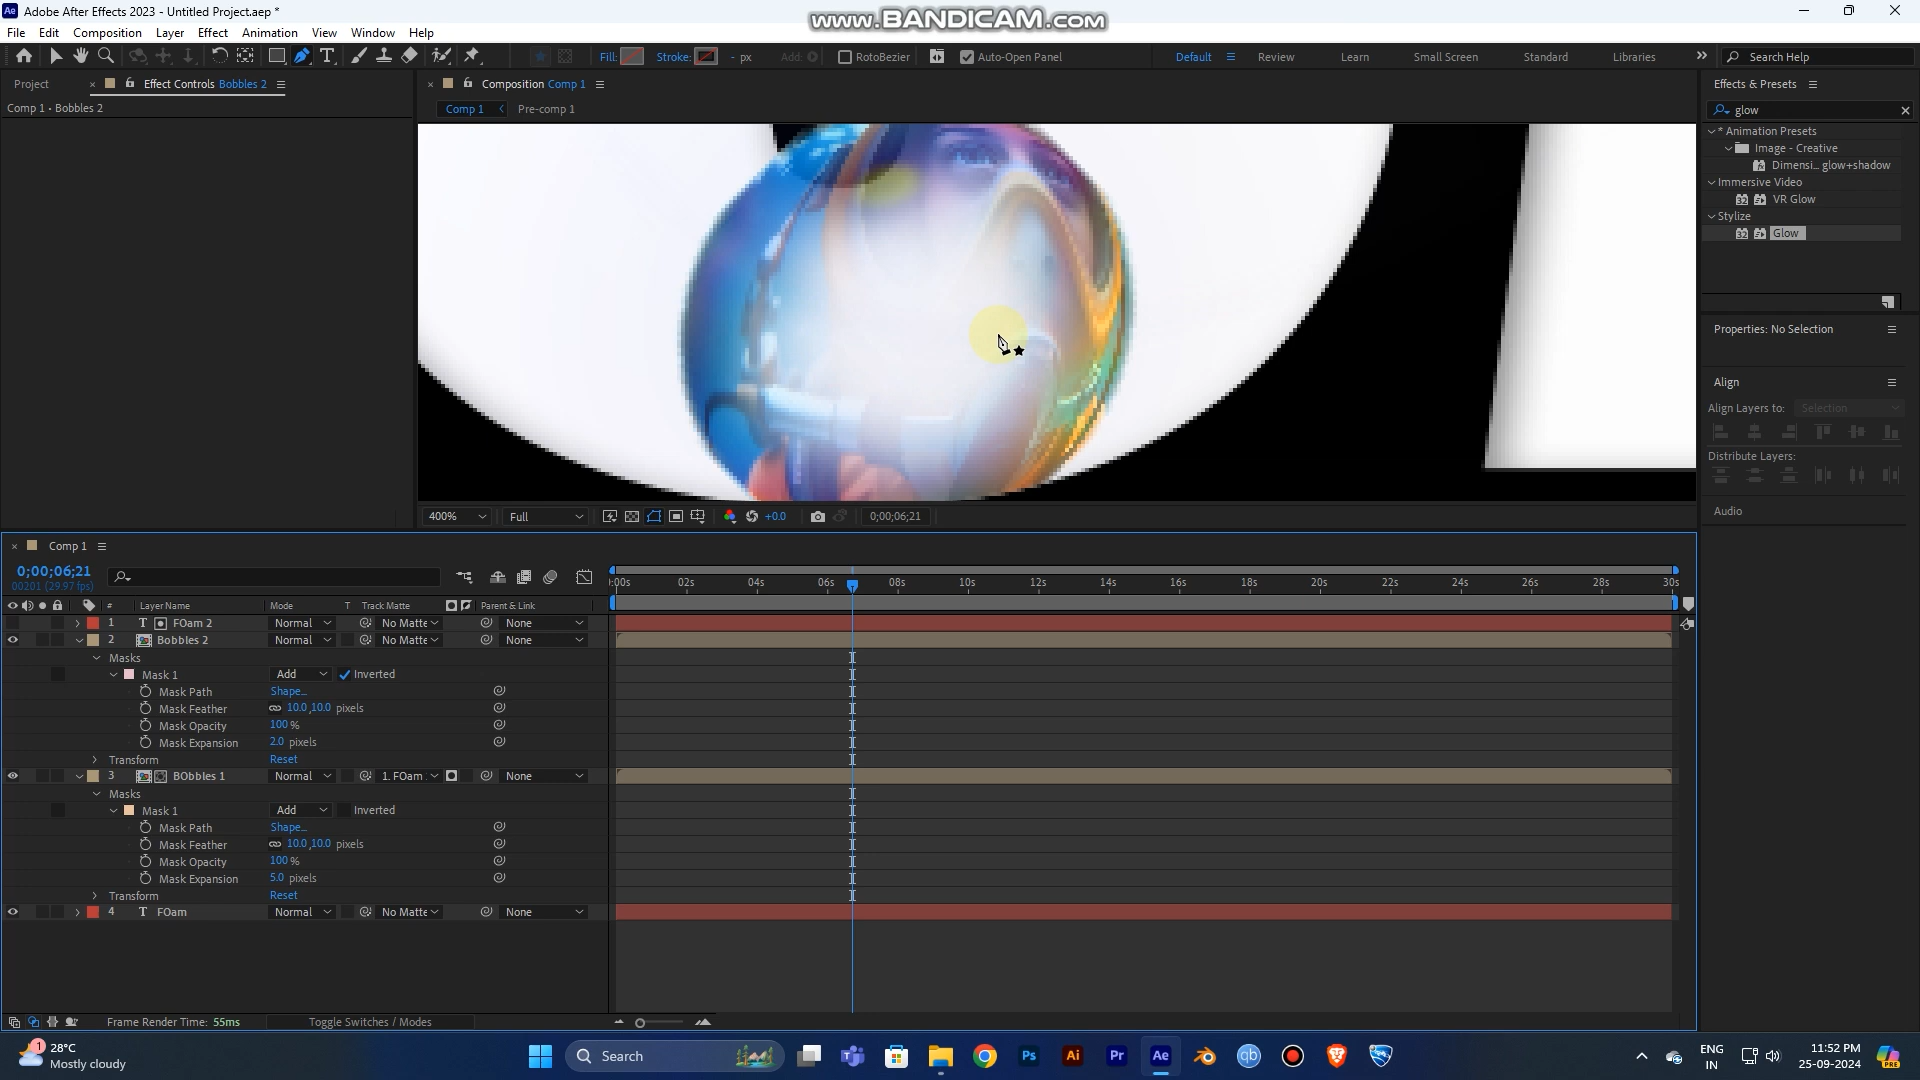 Adobe After Effects 2023 - Untitled Project.aep *
www.BANDICAM.com
File Edit Composition Layer Effect Animation View Window Help
Fill: Stroke: - px Add: RotoBezier Auto-Open Panel Default Review Learn Small Screen Standard Libraries Search Help
Project Effect Controls Bobbles 2
Comp 1 • Bobbles 2
Composition Comp 1
Comp 1 Pre-comp 1
Effects & Presets
glow
* Animation Presets
Image - Creative
Dimensi... glow+shadow
Immersive Video
VR Glow
Stylize
Glow
Properties: No Selection
Align
Align Layers to: Selection
Distribute Layers:
Audio
400% Full +0.0 0;00;06;21
Comp 1
0;00;06;21
00201 (29.97 fps)
:00s 02s 04s 06s 08s 10s 12s 14s 16s 18s 20s 22s 24s 26s 28s 30s
# Layer Name Mode T Track Matte Parent & Link
1 T FOam 2 Normal No Matte None
2 Bobbles 2 Normal No Matte None
Masks
Mask 1 Add Inverted
Mask Path Shape...
Mask Feather 10.0,10.0 pixels
Mask Opacity 100 %
Mask Expansion 2.0 pixels
Transform Reset
3 BObbles 1 Normal 1. FOam None
Masks
Mask 1 Add Inverted
Mask Path Shape...
Mask Feather 10.0,10.0 pixels
Mask Opacity 100 %
Mask Expansion 5.0 pixels
Transform Reset
4 T FOam Normal No Matte None
Frame Render Time: 55ms Toggle Switches / Modes
1 28°C
Mostly cloudy
Search
Ps Ai Pr Ae qb
ENG
IN
11:52 PM
25-09-2024
PRE